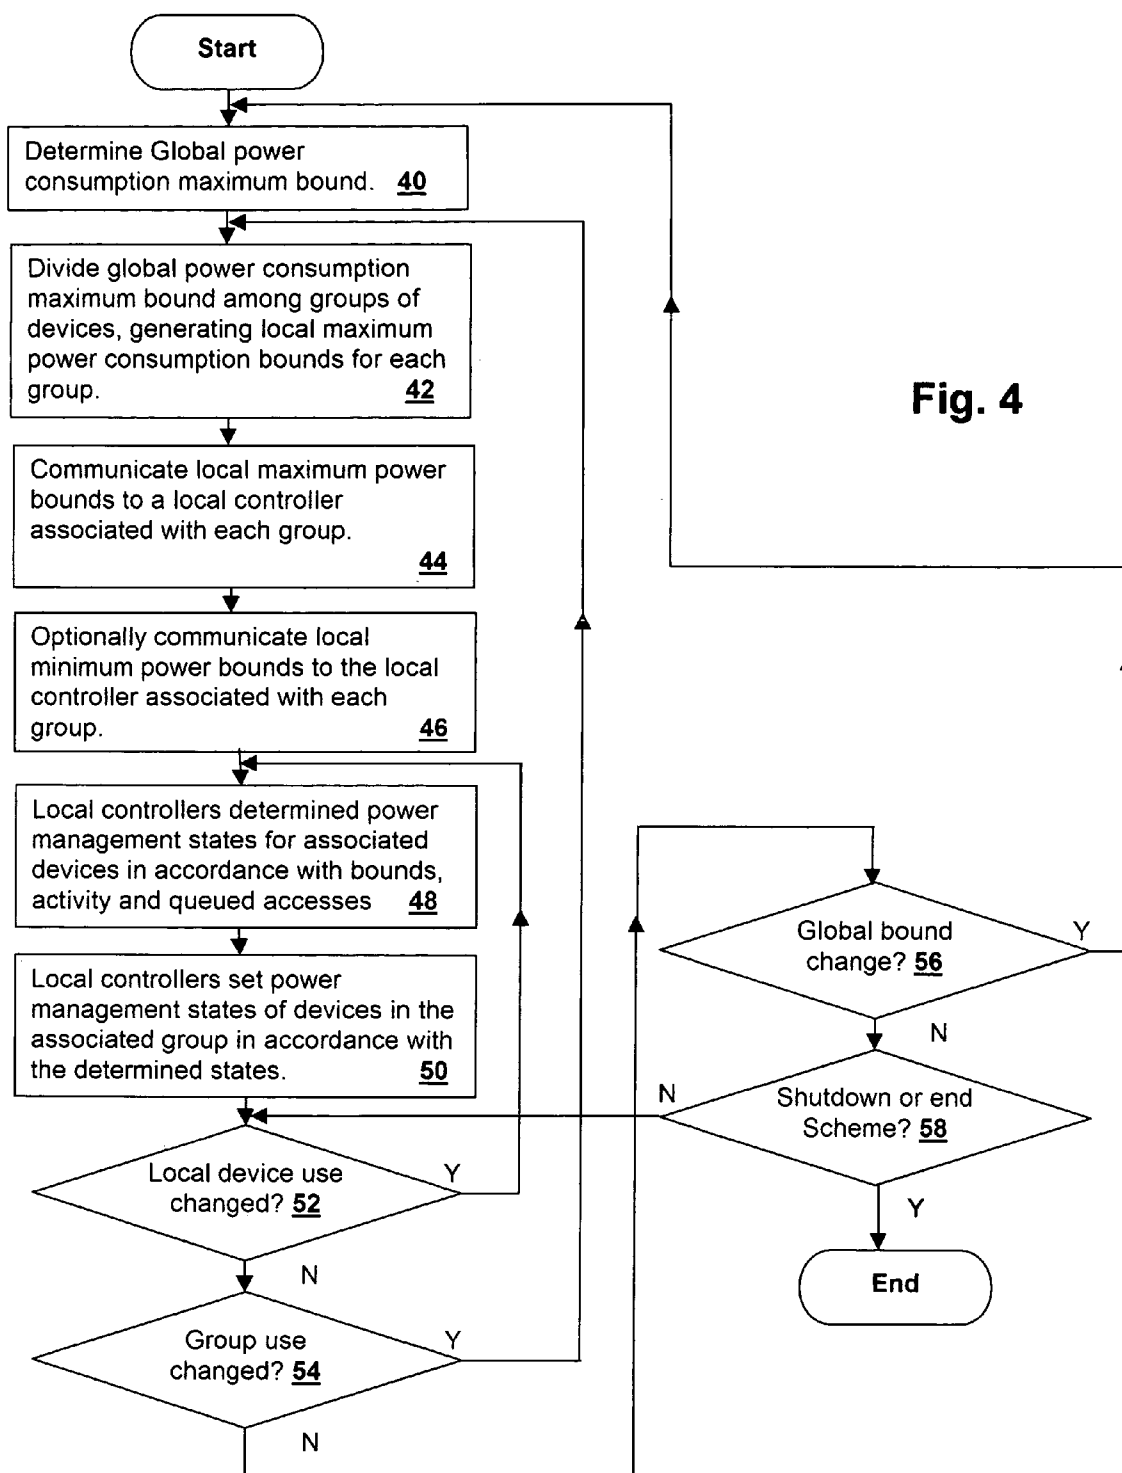 Start
Determine Global power
consumption maximum bound. 40
Divide global power consumption
maximum bound among groups of
devices, generating local maximum
power consumption bounds for each
group. 42
Fig. 4
Communicate local maximum power
bounds to a local controller
associated with each group.
44
Optionally communicate local
minimum power bounds to the local
controller associated with each
group. 46
Local controllers determined power
management states for associated
devices in accordance with bounds,
activity and queued accesses 48
Local controllers set power
management states of devices in the
associated group in accordance with
the determined states. 50
Local device use
changed? 52
Y
N
Group use
changed? 54
Y
N
Global bound
change? 56
Y
N
Shutdown or end
Scheme? 58
N
Y
End